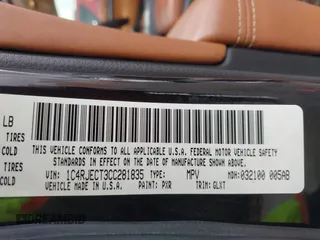 LB
TIRES
COLD
TIRES
COLD
THIS VEHICLE CONFORMS TO ALL APPLICABLE U.S.A. FEDERAL MOTOR VEHICLE SAFETY
STANDARDS IN EFFECT ON THE DATE OF MANUFACTURE SHOWN ABOVE
VIN: 1C4RJECT3CC281835 TYPE: MPV MDH: 032100 005AB
PAINT: PXR TRIM: GLXT
MADE IN U.S.A.